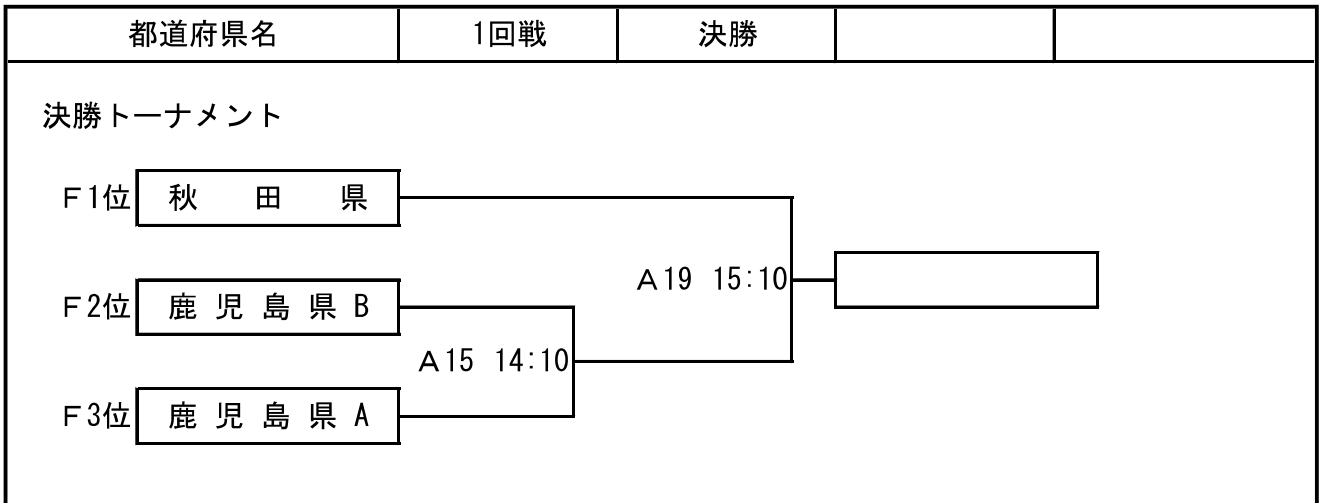 都道府県名 1回戦 決勝
決勝トーナメント
Ｆ1位 秋田県
Ａ19 15:10
Ｆ2位 鹿児島県Ｂ
Ａ15 14:10
Ｆ3位 鹿児島県Ａ